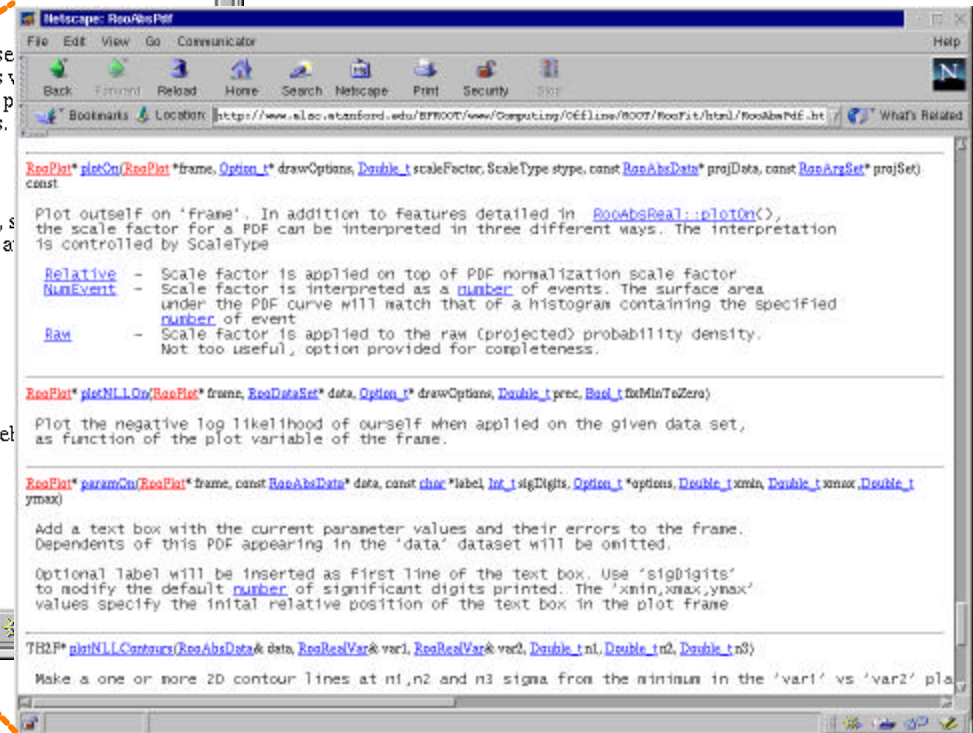 Netscape: RooAbsPdf
File Edit View Go Communicator Help
Back Forward Reload Home Search Netscape Print Security Stop
Bookmarks Location: http://www.slac.stanford.edu/BFROOT/www/Computing/Offline/ROOT/RooFit/html/RooAbsPdf.ht What's Related
RooPlot* plotOn(RooPlot *frame, Option_t* drawOptions, Double_t scaleFactor, ScaleType stype, const RooAbsData* projData, const RooArgSet* projSet)
const
Plot outself on 'frame'. In addition to features detailed in RooAbsReal::plotOn(),
the scale factor for a PDF can be interpreted in three different ways. The interpretation
is controlled by ScaleType
Relative – Scale factor is applied on top of PDF normalization scale factor
NumEvent – Scale factor is interpreted as a number of events. The surface area
under the PDF curve will match that of a histogram containing the specified
number of event
Raw – Scale factor is applied to the raw (projected) probability density.
Not too useful, option provided for completeness.
RooPlot* plotNLLOn(RooPlot* frame, RooDataSet* data, Option_t* drawOptions, Double_t prec, Bool_t fixMinToZero)
Plot the negative log likelihood of ourself when applied on the given data set,
as function of the plot variable of the frame.
RooPlot* paramOn(RooPlot* frame, const RooAbsData* data, const char *label, Int_t sigDigits, Option_t *options, Double_t xmin, Double_t xmax ,Double_t
ymax)
Add a text box with the current parameter values and their errors to the frame.
Dependents of this PDF appearing in the 'data' dataset will be omitted.
Optional label will be inserted as first line of the text box. Use 'sigDigits'
to modify the default number of significant digits printed. The 'xmin,xmax,ymax'
values specify the inital relative position of the text box in the plot frame
TH2F* plotNLLContours(RooAbsData& data, RooRealVar& var1, RooRealVar& var2, Double_t n1, Double_t n2, Double_t n3)
Make a one or more 2D contour lines at n1,n2 and n3 sigma from the minimum in the 'var1' vs 'var2' pla